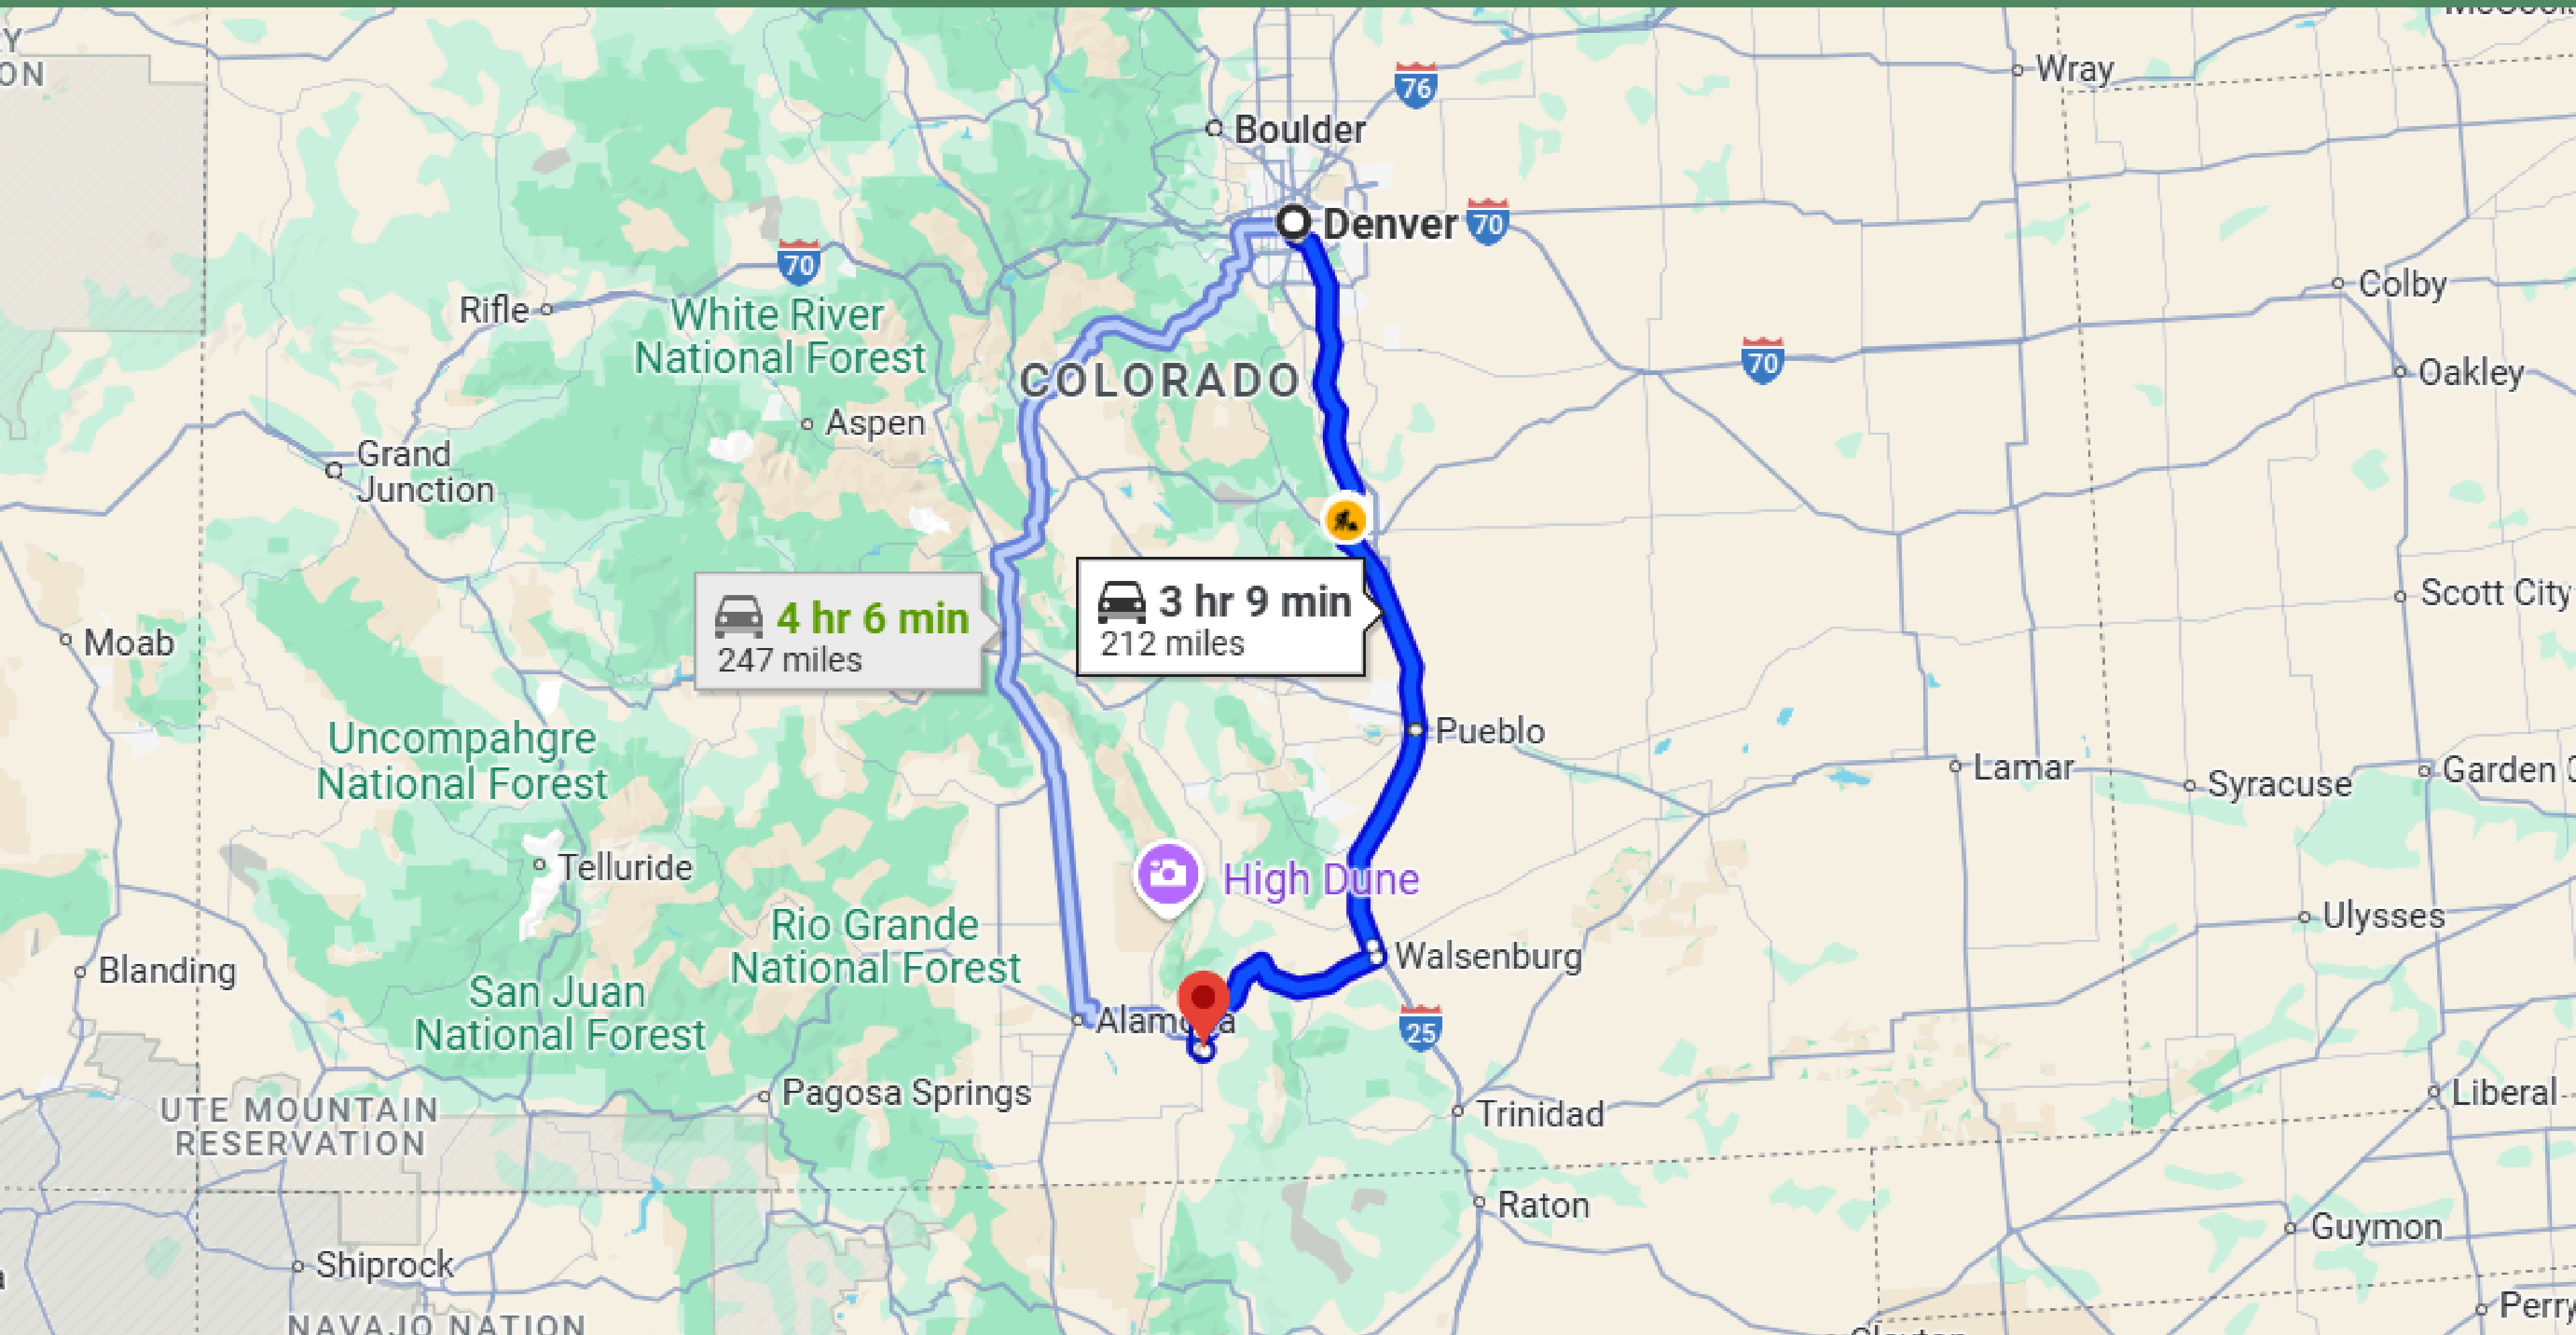 76
Wray
Boulder
Denver
70
70
Rifle
White River
National Forest
70
Colby
COLORADO
Oakley
Aspen
Grand
Junction
4 hr 6 min
247 miles
3 hr 9 min
212 miles
Scott City
Moab
Uncompahgre
National Forest
Pueblo
Lamar
Syracuse
Garden
Telluride
High Dune
Rio Grande
National Forest
Ulysses
Walsenburg
Blanding
San Juan
National Forest
25
Pagosa Springs
Liberal
UTE MOUNTAIN
RESERVATION
Trinidad
Raton
Guymon
Shiprock
Perry
NAVAJO NATION